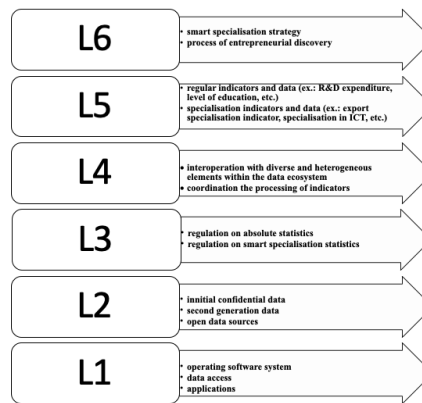 L6
• smart specialisation strategy
• process of entrepreneurial discovery
L5
• regular indicators and data (ex.: R&D expenditure,
level of education, etc.)
• specialisation indicators and data (ex.: export
specialisation indicator, specialisation in ICT, etc.)
L4
• interoperation with diverse and heterogeneous
elements within the data ecosystem
• coordination the processing of indicators
L3
• regulation on absolute statistics
• regulation on smart specialisation statistics
L2
• innitial confidential data
• second generation data
• open data sources
L1
• operating software system
• data access
• applications